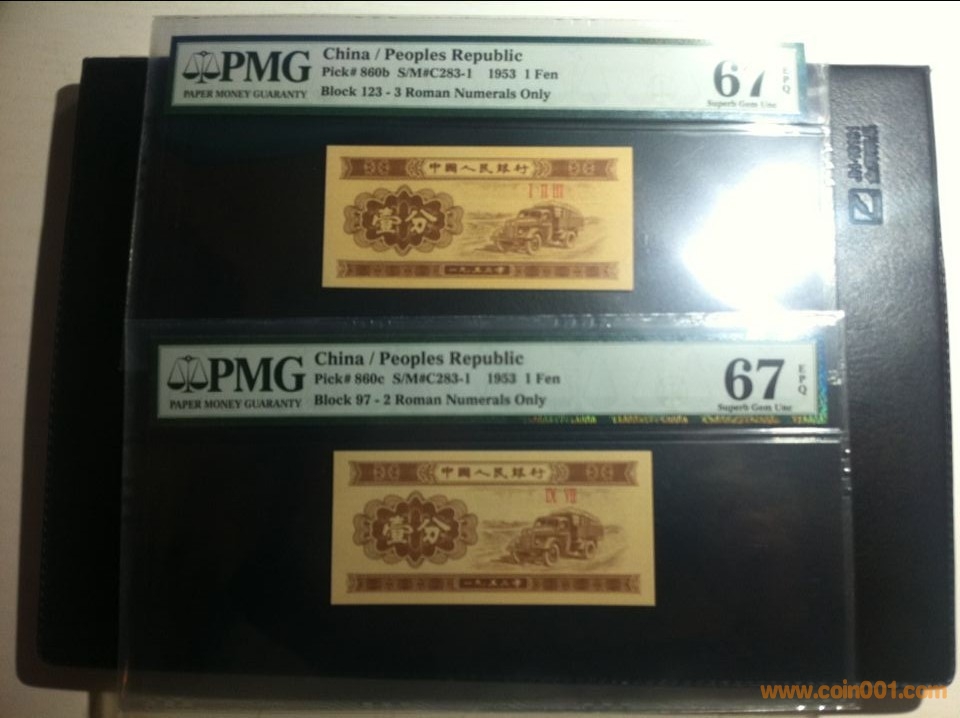 PMG
PAPER MONEY GUARANTY
China / Peoples Republic
Pick# 860b S/M#C283-1 1953 1 Fen
Block 123 - 3 Roman Numerals Only
67
EPQ
Superb Gem Unc
中國人民銀行
I II III
壹分
一九五三年
PMG
PAPER MONEY GUARANTY
China / Peoples Republic
Pick# 860c S/M#C283-1 1953 1 Fen
Block 97 - 2 Roman Numerals Only
67
EPQ
Superb Gem Unc
中國人民銀行
IX VII
壹分
一九五三年
www.coin001.com